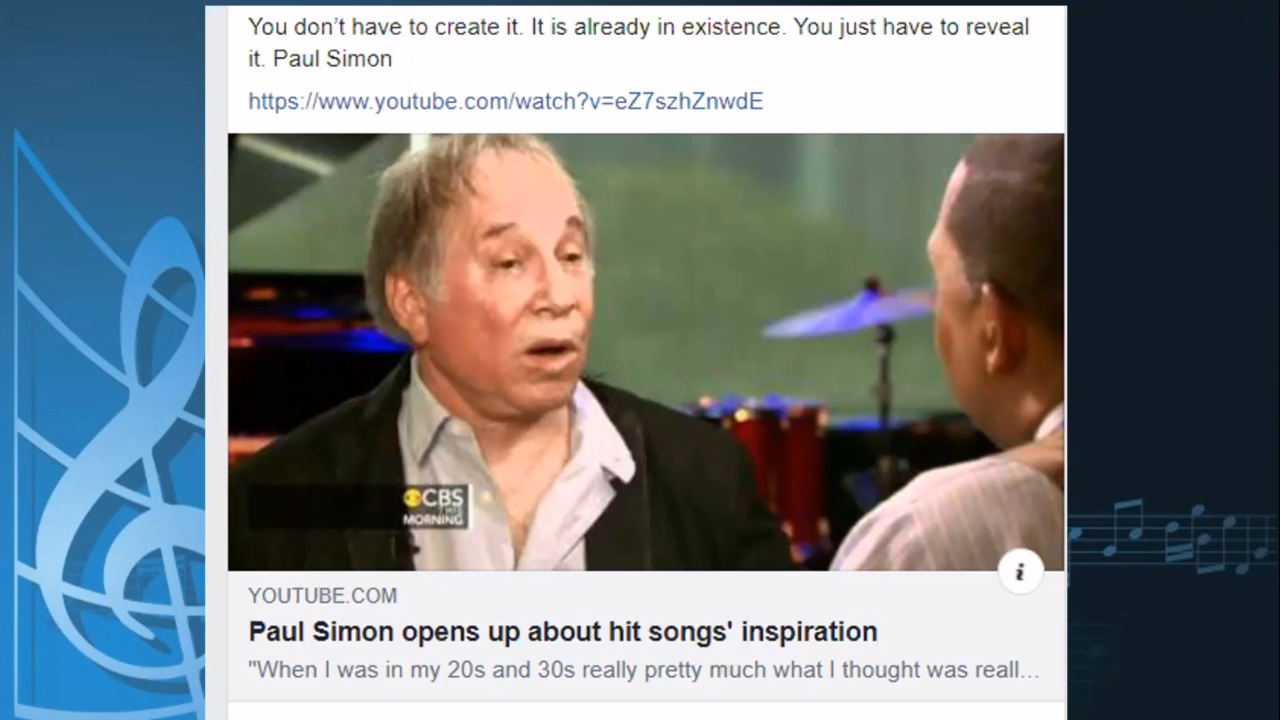 You don’t have to create it. It is already in existence. You just have to reveal
it. Paul Simon
https://www.youtube.com/watch?v=eZ7szhZnwdE
CBS
THIS
MORNING
i
YOUTUBE.COM
Paul Simon opens up about hit songs' inspiration
"When I was in my 20s and 30s really pretty much what I thought was reall...